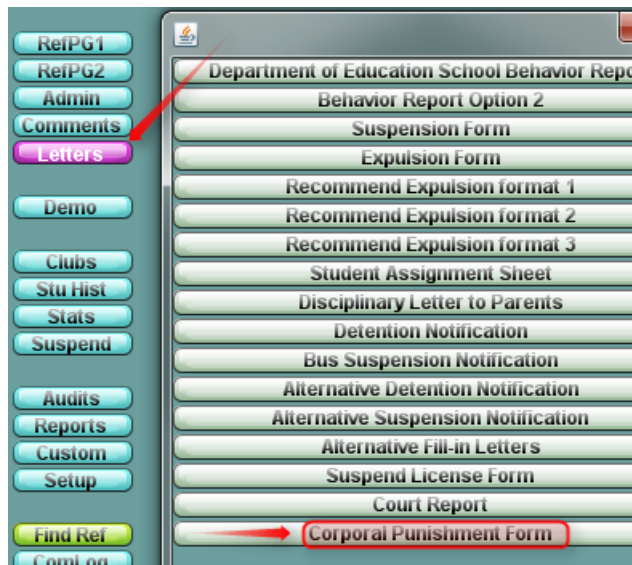 RefPG1
RefPG2
Admin
Comments
Letters
Demo
Clubs
Stu Hist
Stats
Suspend
Audits
Reports
Custom
Setup
Find Ref
ComLog
Department of Education School Behavior Repo
Behavior Report Option 2
Suspension Form
Expulsion Form
Recommend Expulsion format 1
Recommend Expulsion format 2
Recommend Expulsion format 3
Student Assignment Sheet
Disciplinary Letter to Parents
Detention Notification
Bus Suspension Notification
Alternative Detention Notification
Alternative Suspension Notification
Alternative Fill-in Letters
Suspend License Form
Court Report
Corporal Punishment Form